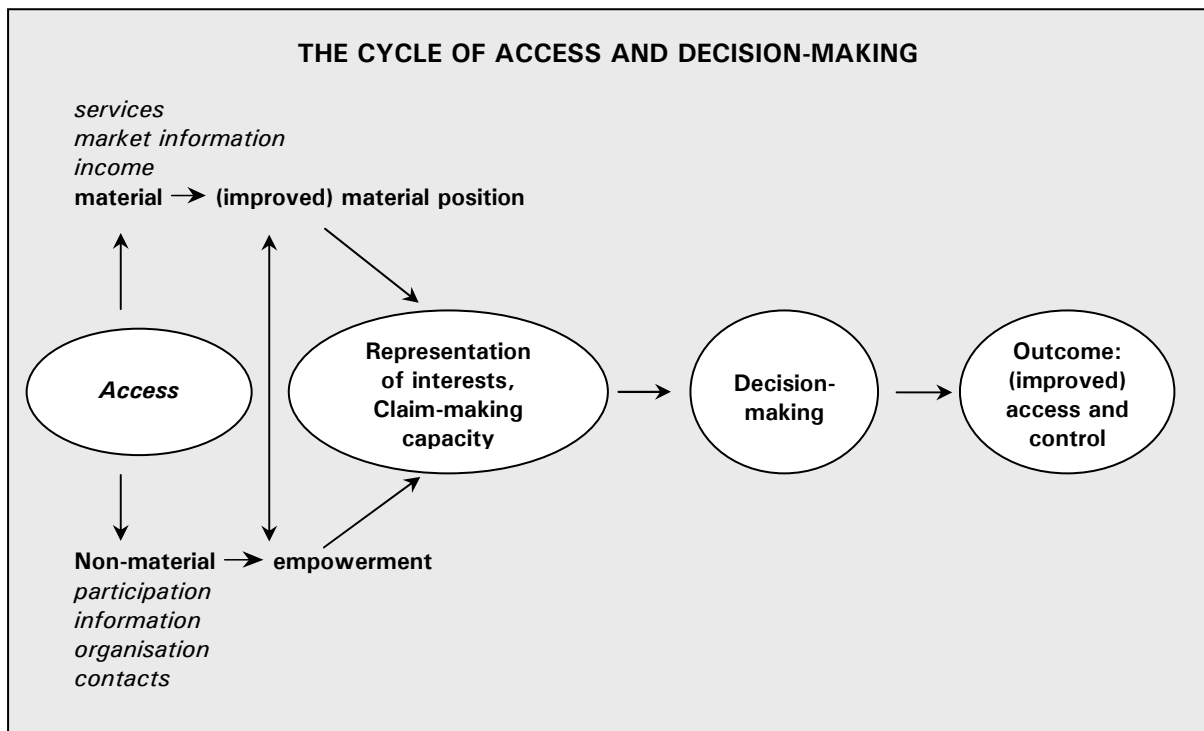 THE CYCLE OF ACCESS AND DECISION-MAKING
services
market information
income
material → (improved) material position
Access
Representation
of interests,
Claim-making
capacity
Decision-
making
Outcome:
(improved)
access and
control
Non-material → empowerment
participation
information
organisation
contacts